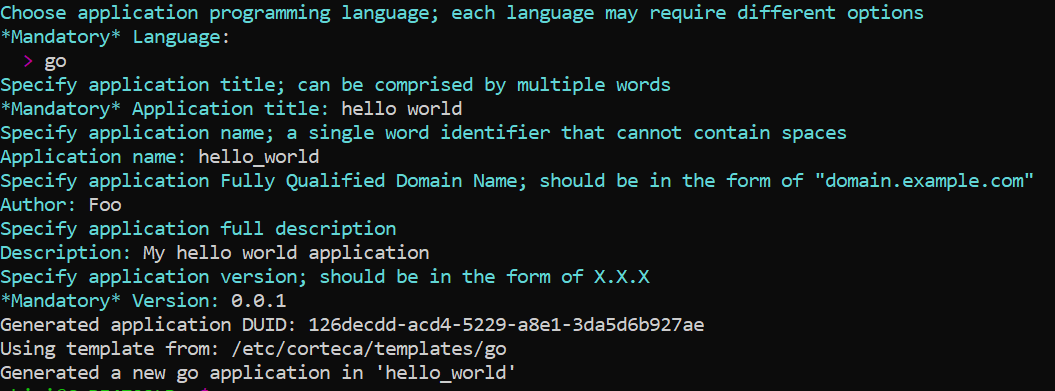 Choose application programming language; each language may require different options
*Mandatory* Language:
> go
Specify application title; can be comprised by multiple words
*Mandatory* Application title: hello world
Specify application name; a single word identifier that cannot contain spaces
Application name: hello_world
Specify application Fully Qualified Domain Name; should be in the form of "domain.example.com"
Author: Foo
Specify application full description
Description: My hello world application
Specify application version; should be in the form of X.X.X
*Mandatory* Version: 0.0.1
Generated application DUID: 126decdd-acd4-5229-a8e1-3da5d6b927ae
Using template from: /etc/corteca/templates/go
Generated a new go application in 'hello_world'